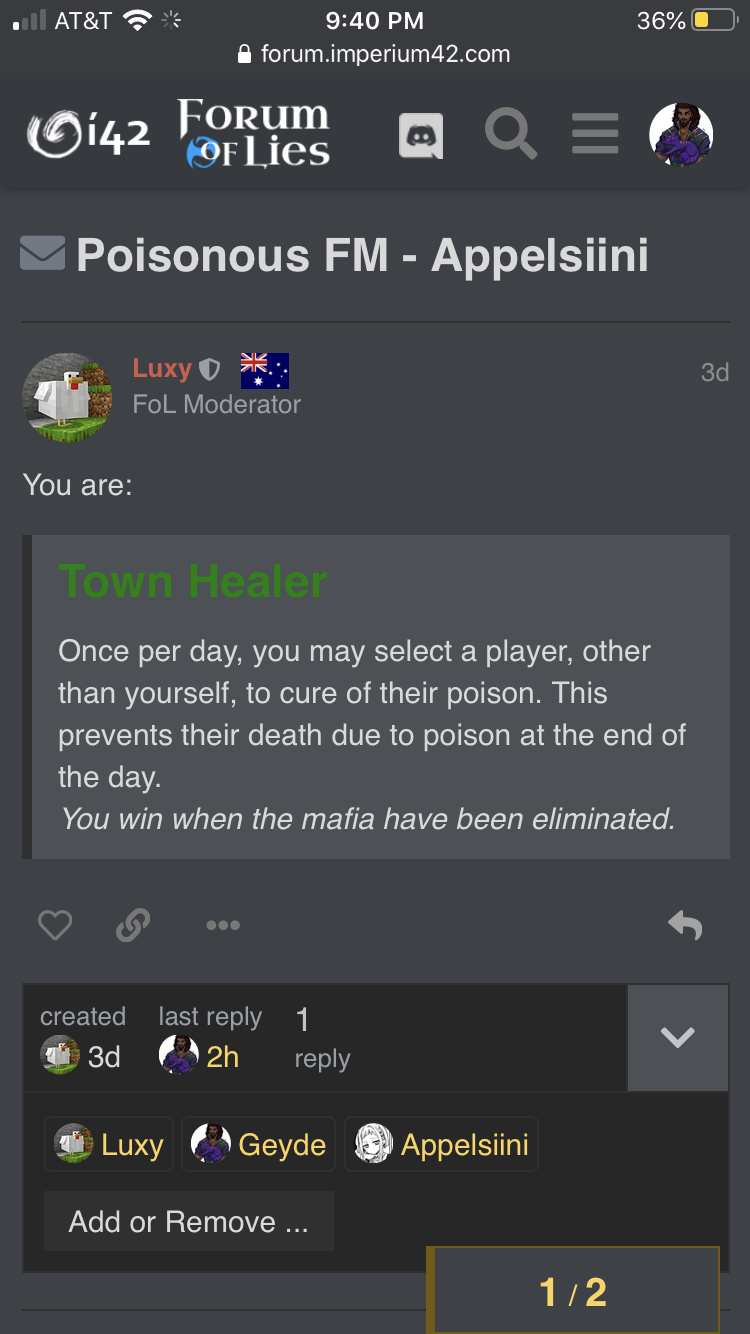 AT&T 9:40 PM 36%
forum.imperium42.com
i42 FORUM OF LIES
Poisonous FM - Appelsiini
Luxy 3d
FoL Moderator
You are:
Town Healer
Once per day, you may select a player, other
than yourself, to cure of their poison. This
prevents their death due to poison at the end of
the day.
You win when the mafia have been eliminated.
created last reply 1
3d 2h reply
Luxy Geyde Appelsiini
Add or Remove ...
1 / 2